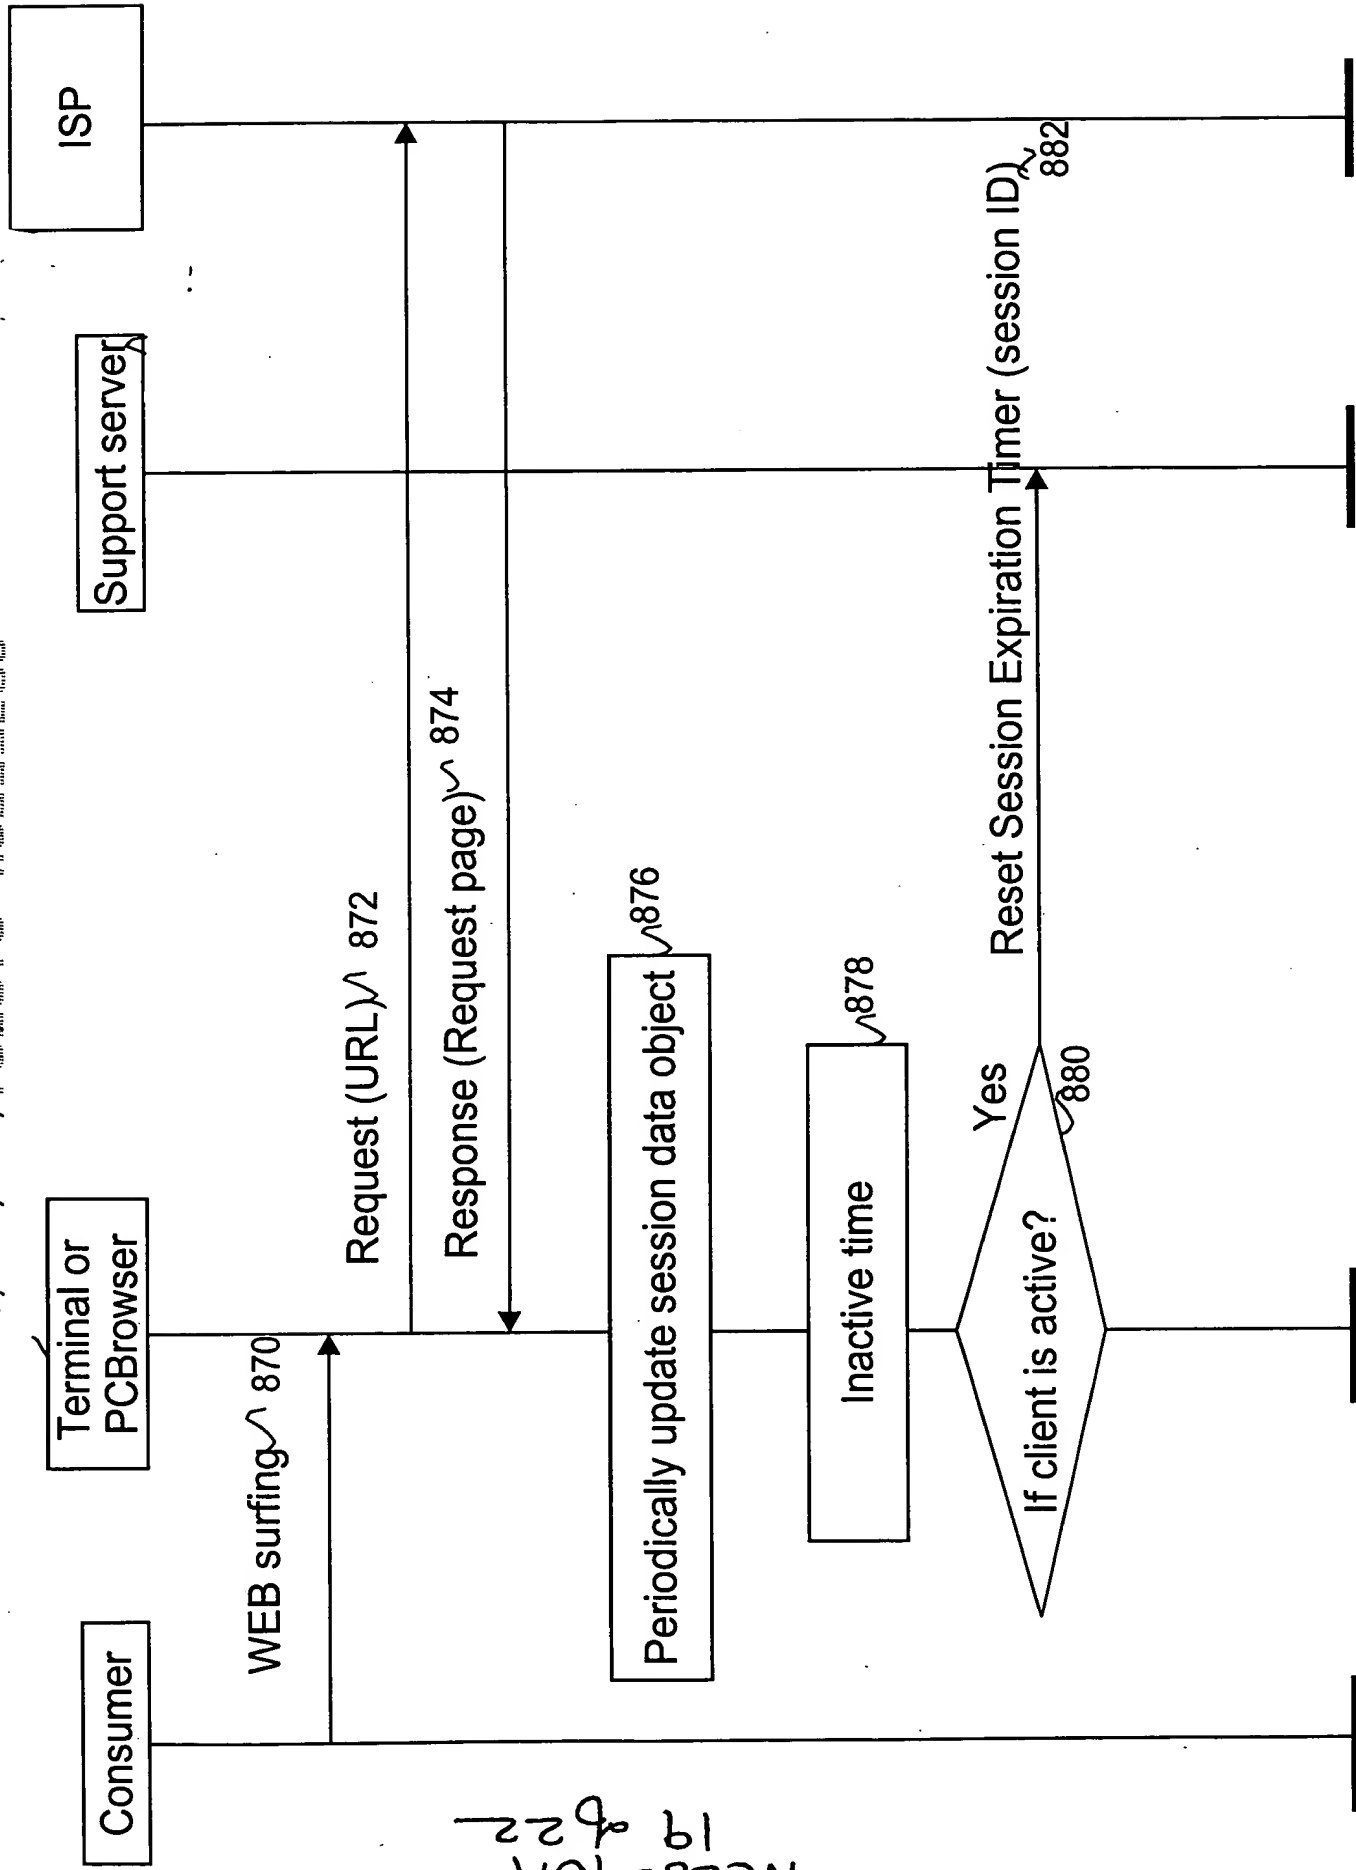 Consumer
Terminal or
PCBrowser
Support server
ISP
WEB surfing 870
Request (URL) 872
Response (Request page) 874
Periodically update session data object
876
Inactive time
878
If client is active?
880
Yes
Reset Session Expiration Timer (session ID)
882
19 of 22